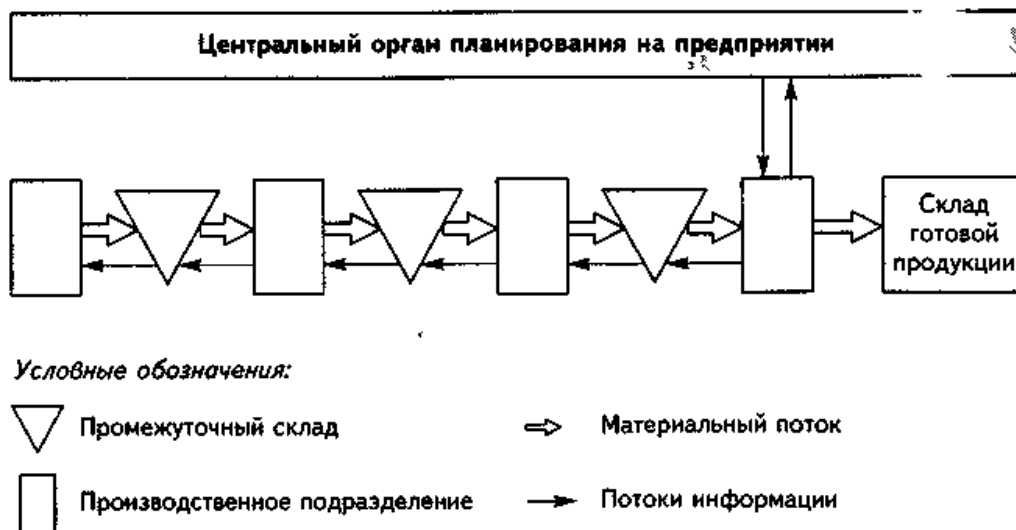 Центральный орган планирования на предприятии
Склад
готовой
продукции
Условные обозначения:
Промежуточный склад
Материальный поток
Производственное подразделение
Потоки информации